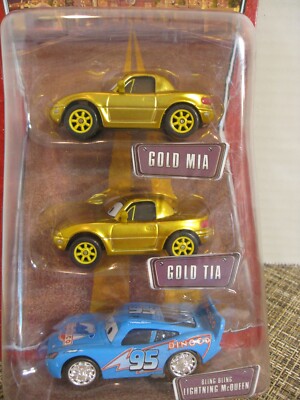 GOLD MIA
GOLD TIA
DINOCO
95
BLING BLING
LIGHTNING McQUEEN